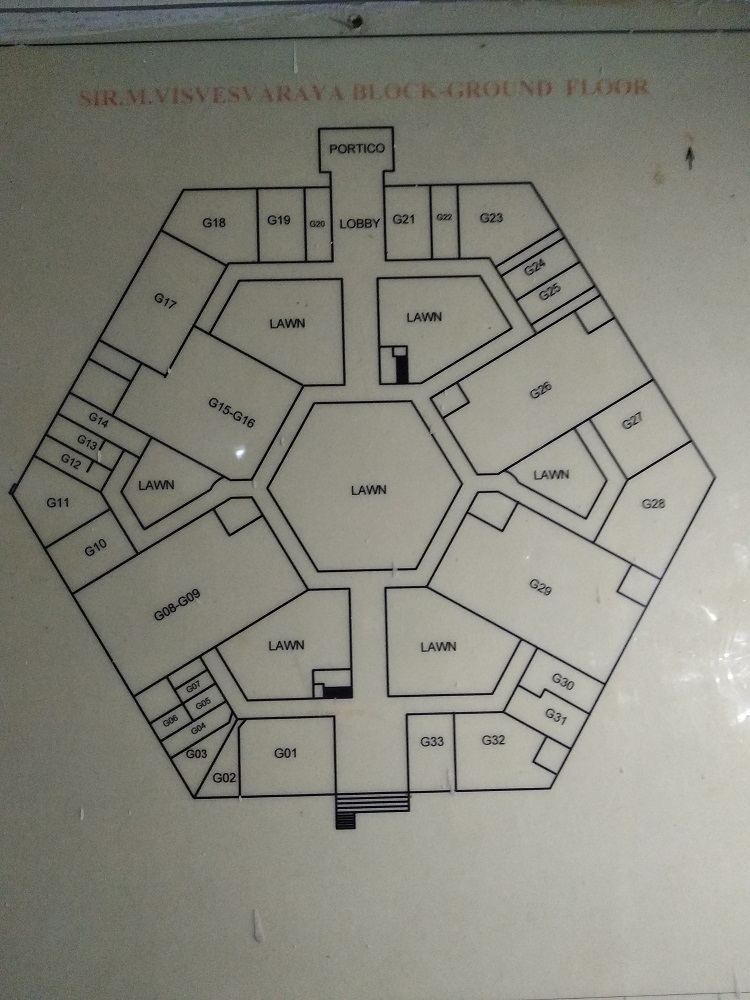 SIR.M.VISVESVARAYA BLOCK-GROUND FLOOR
PORTICO
G18
G19
G20
LOBBY
G21
G22
G23
G24
G25
G17
LAWN
LAWN
G26
G15-G16
G14
G13
G12
G27
LAWN
LAWN
LAWN
G11
G28
G10
G08-G09
G29
LAWN
LAWN
G07
G05
G06
G04
G03
G02
G01
G33
G32
G30
G31